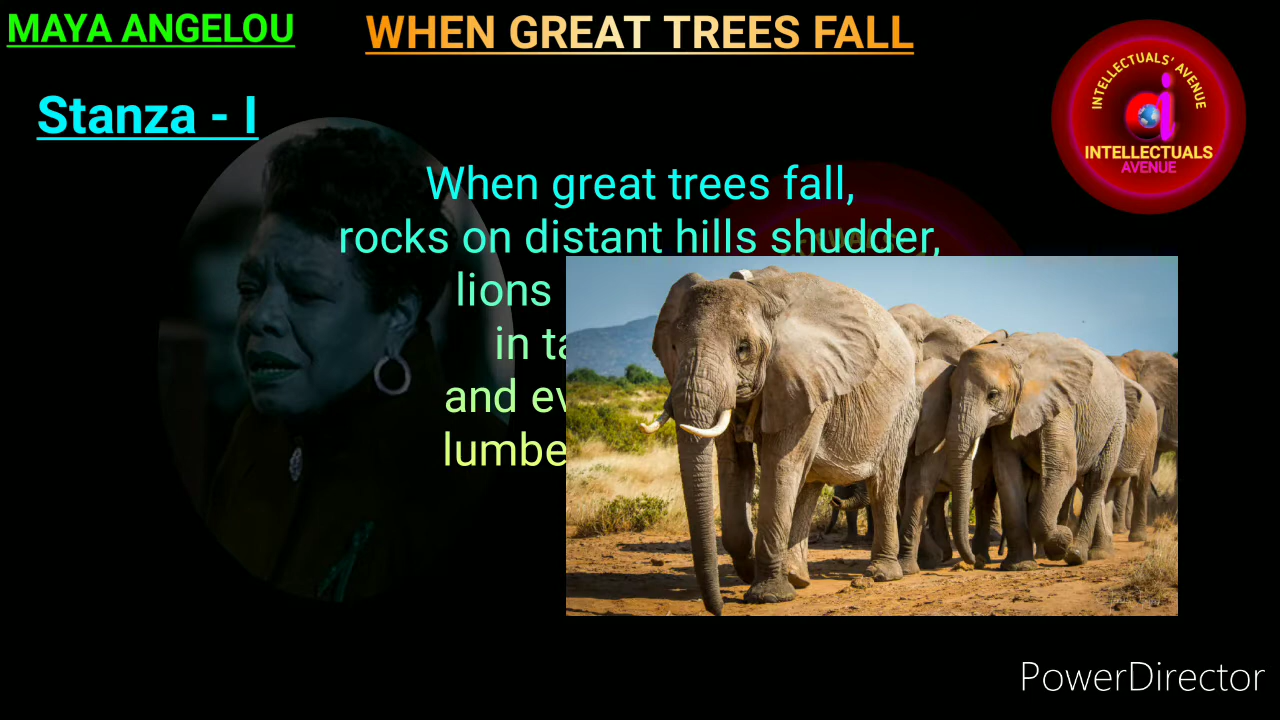 MAYA ANGELOU
WHEN GREAT TREES FALL
INTELLECTUALS' AVENUE
INTELLECTUALS
AVENUE
Stanza - I
When great trees fall,
rocks on distant hills shudder,
lions
in ta
and ev
lumbe
PowerDirector